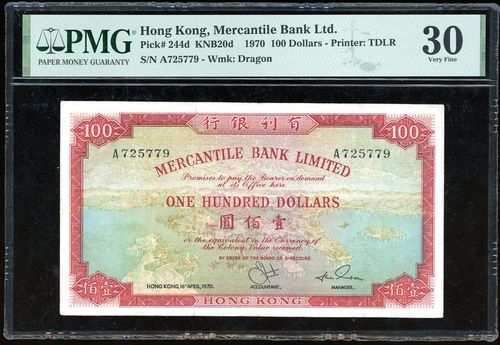 PMG
PAPER MONEY GUARANTY
Hong Kong, Mercantile Bank Ltd.
Pick# 244d KNB20d 1970 100 Dollars - Printer: TDLR
S/N A725779 - Wmk: Dragon
30
Very Fine
100
行銀利有
100
A 725779
A 725779
MERCANTILE BANK LIMITED
Promises to pay the Bearer on demand
at its Office here
ONE HUNDRED DOLLARS
圓佰壹
or the equivalent in the Currency of
the Colony, Value received.
BY ORDER OF THE BOARD OF DIRECTORS
HONG KONG, 16TH APRIL, 1970.
ACCOUNTANT.
MANAGER.
佰壹
HONG KONG
佰壹